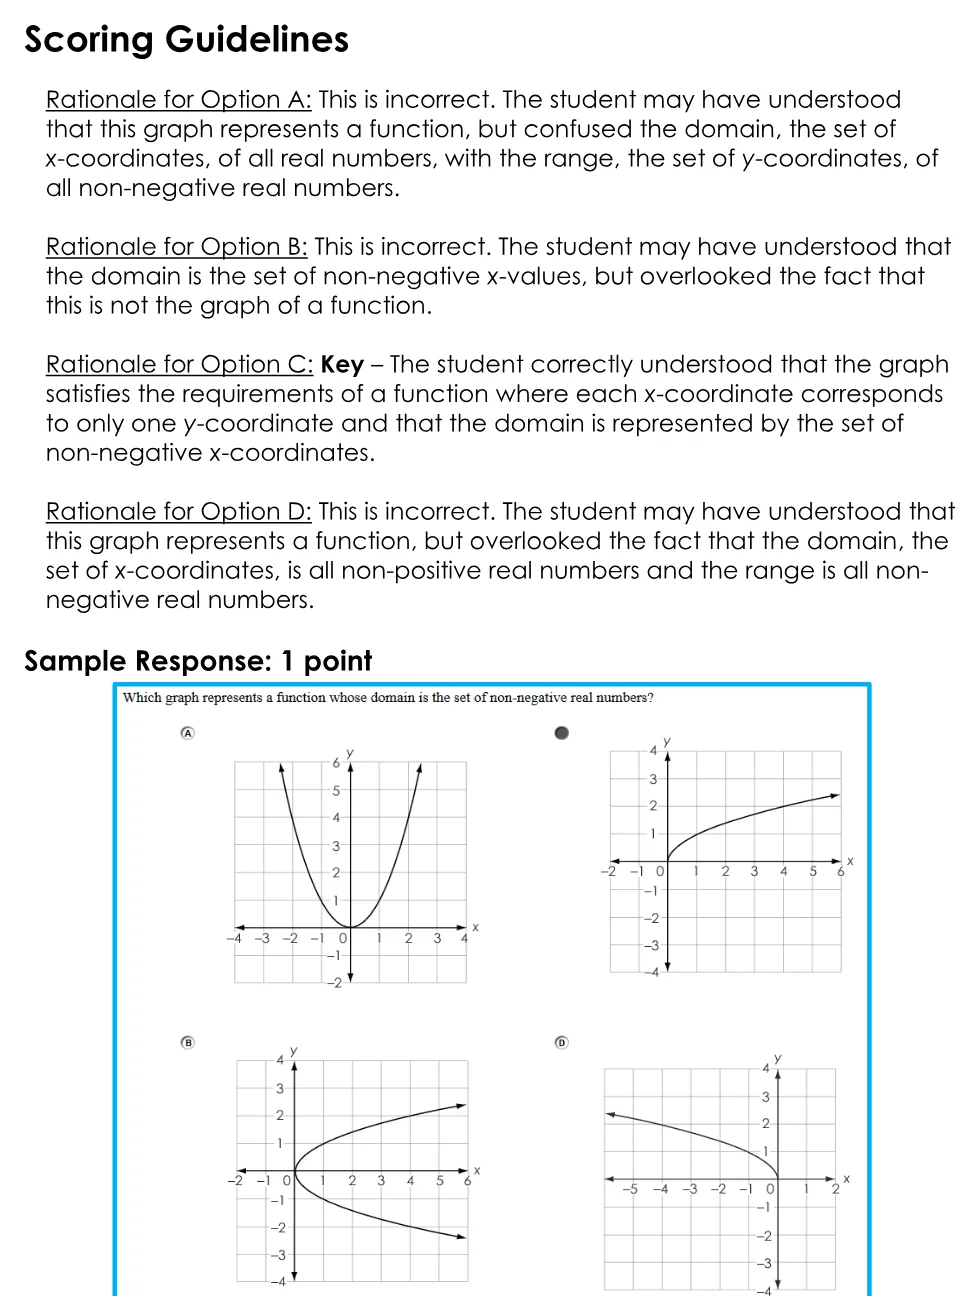 Scoring Guidelines
Rationale for Option A: This is incorrect. The student may have understood
that this graph represents a function, but confused the domain, the set of
x-coordinates, of all real numbers, with the range, the set of y-coordinates, of
all non-negative real numbers.
Rationale for Option B: This is incorrect. The student may have understood that
the domain is the set of non-negative x-values, but overlooked the fact that
this is not the graph of a function.
Rationale for Option C: Key – The student correctly understood that the graph
satisfies the requirements of a function where each x-coordinate corresponds
to only one y-coordinate and that the domain is represented by the set of
non-negative x-coordinates.
Rationale for Option D: This is incorrect. The student may have understood that
this graph represents a function, but overlooked the fact that the domain, the
set of x-coordinates, is all non-positive real numbers and the range is all non-
negative real numbers.
Sample Response: 1 point
Which graph represents a function whose domain is the set of non-negative real numbers?
A
y
6
5
4
3
2
1
x
–4 –3 –2 –1 0 1 2 3 4
–1
–2
y
4
3
2
1
x
–2 –1 0 1 2 3 4 5 6
–1
–2
–3
–4
B
y
4
3
2
1
x
–2 –1 0 1 2 3 4 5 6
–1
–2
–3
–4
D
y
4
3
2
1
x
–5 –4 –3 –2 –1 0 1 2
–1
–2
–3
–4